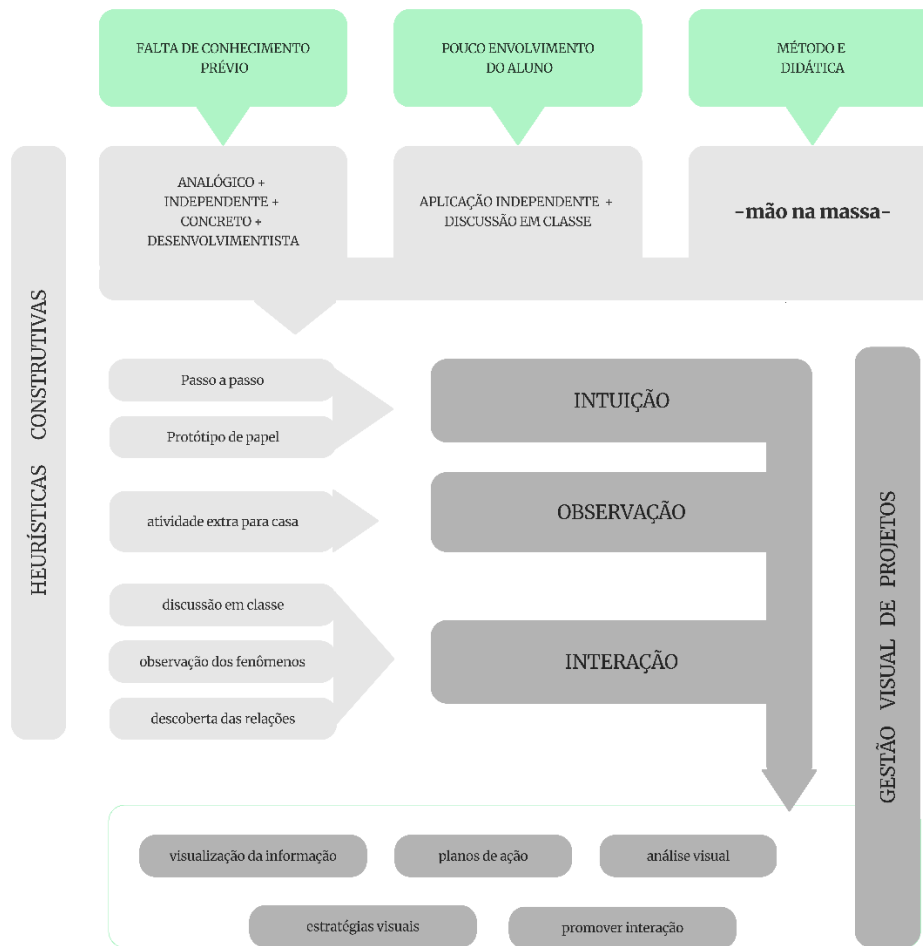 FALTA DE CONHECIMENTO
PRÉVIO
POUCO ENVOLVIMENTO
DO ALUNO
MÉTODO E
DIDÁTICA
ANALÓGICO +
INDEPENDENTE +
CONCRETO +
DESENVOLVIMENTISTA
APLICAÇÃO INDEPENDENTE +
DISCUSSÃO EM CLASSE
-mão na massa-
HEURÍSTICAS CONSTRUTIVAS
Passo a passo
Protótipo de papel
atividade extra para casa
discussão em classe
observação dos fenômenos
descoberta das relações
INTUIÇÃO
OBSERVAÇÃO
INTERAÇÃO
GESTÃO VISUAL DE PROJETOS
visualização da informação
planos de ação
análise visual
estratégias visuais
promover interação